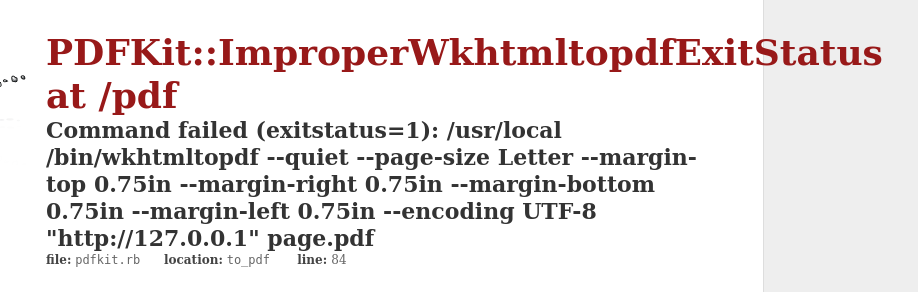 PDFKit::ImproperWkhtmltopdfExitStatus
at /pdf
Command failed (exitstatus=1): /usr/local
/bin/wkhtmltopdf --quiet --page-size Letter --margin-
top 0.75in --margin-right 0.75in --margin-bottom
0.75in --margin-left 0.75in --encoding UTF-8
"http://127.0.0.1" page.pdf
file: pdfkit.rb location: to_pdf line: 84